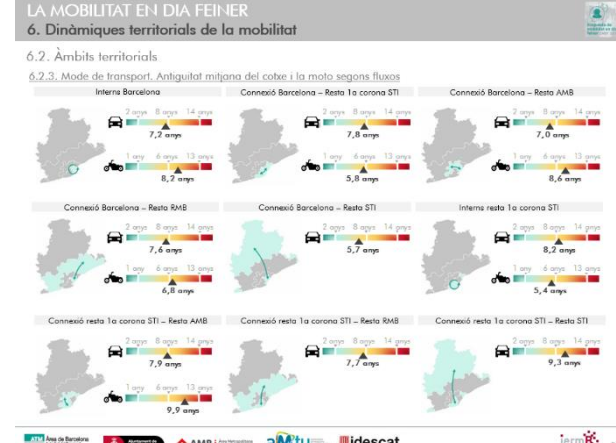 LA MOBILITAT EN DIA FEINER
6. Dinàmiques territorials de la mobilitat
6.2. Àmbits territorials
6.2.3. Mode de transport. Antiguitat mitjana del cotxe i la moto segons fluxos
Interns Barcelona
2 anys 8 anys 14 anys
7,2 anys
1 any 6 anys 13 anys
8,2 anys
Connexió Barcelona – Resta 1a corona STI
2 anys 8 anys 14 anys
7,8 anys
1 any 6 anys 13 anys
5,8 anys
Connexió Barcelona – Resta AMB
2 anys 8 anys 14 anys
7,0 anys
1 any 6 anys 13 anys
8,6 anys
Connexió Barcelona – Resta RMB
2 anys 8 anys 14 anys
7,6 anys
1 any 6 anys 13 anys
6,8 anys
Connexió Barcelona – Resta STI
2 anys 8 anys 14 anys
5,7 anys
Interns resta 1a corona STI
2 anys 8 anys 14 anys
8,2 anys
1 any 6 anys 13 anys
5,4 anys
Connexió resta 1a corona STI – Resta AMB
2 anys 8 anys 14 anys
7,9 anys
1 any 6 anys 13 anys
9,9 anys
Connexió resta 1a corona STI – Resta RMB
2 anys 8 anys 14 anys
7,7 anys
Connexió resta 1a corona STI – Resta STI
2 anys 8 anys 14 anys
9,3 anys
ATM Àrea de Barcelona
AMB
idescat